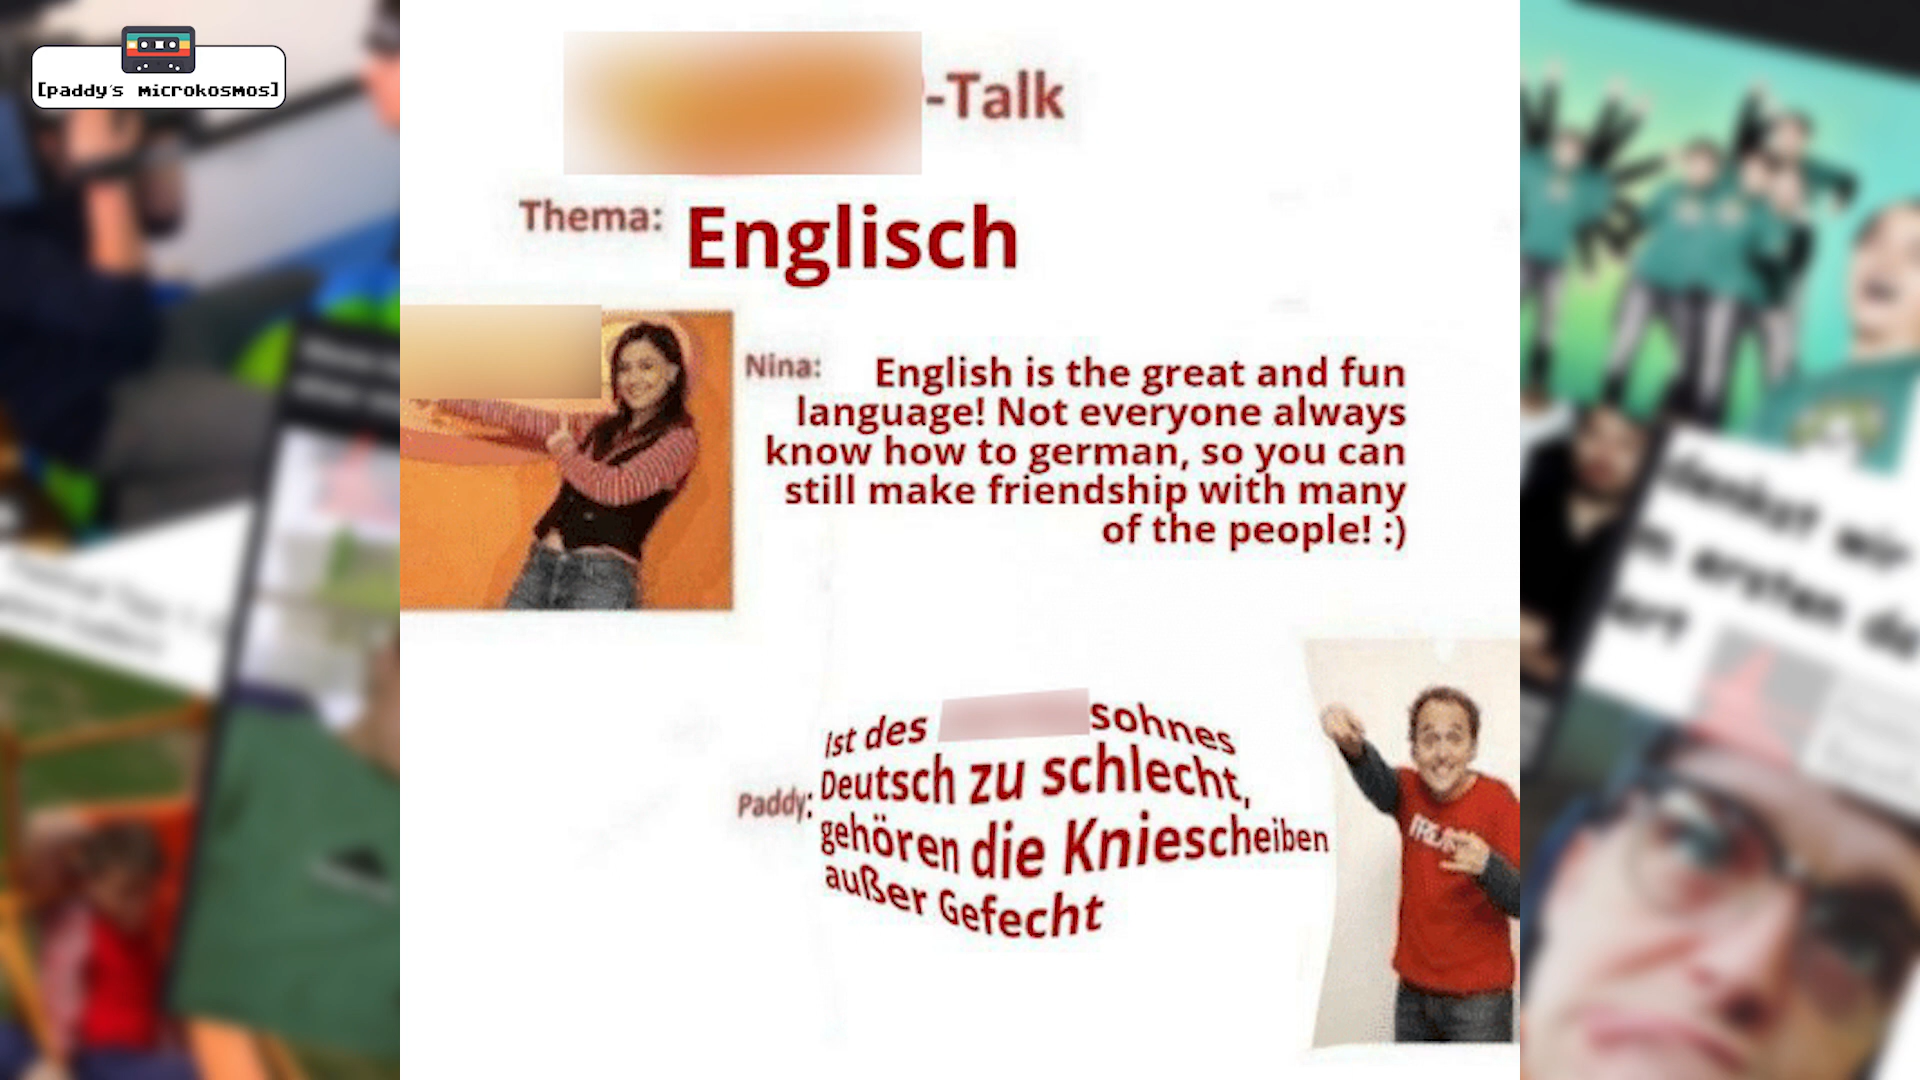 [paddy's microkosmos]
-Talk
Thema: Englisch
Nina: English is the great and fun
language! Not everyone always
know how to german, so you can
still make friendship with many
of the people! :)
Ist des sohnes
Paddy: Deutsch zu schlecht,
gehören die Kniescheiben
außer Gefecht